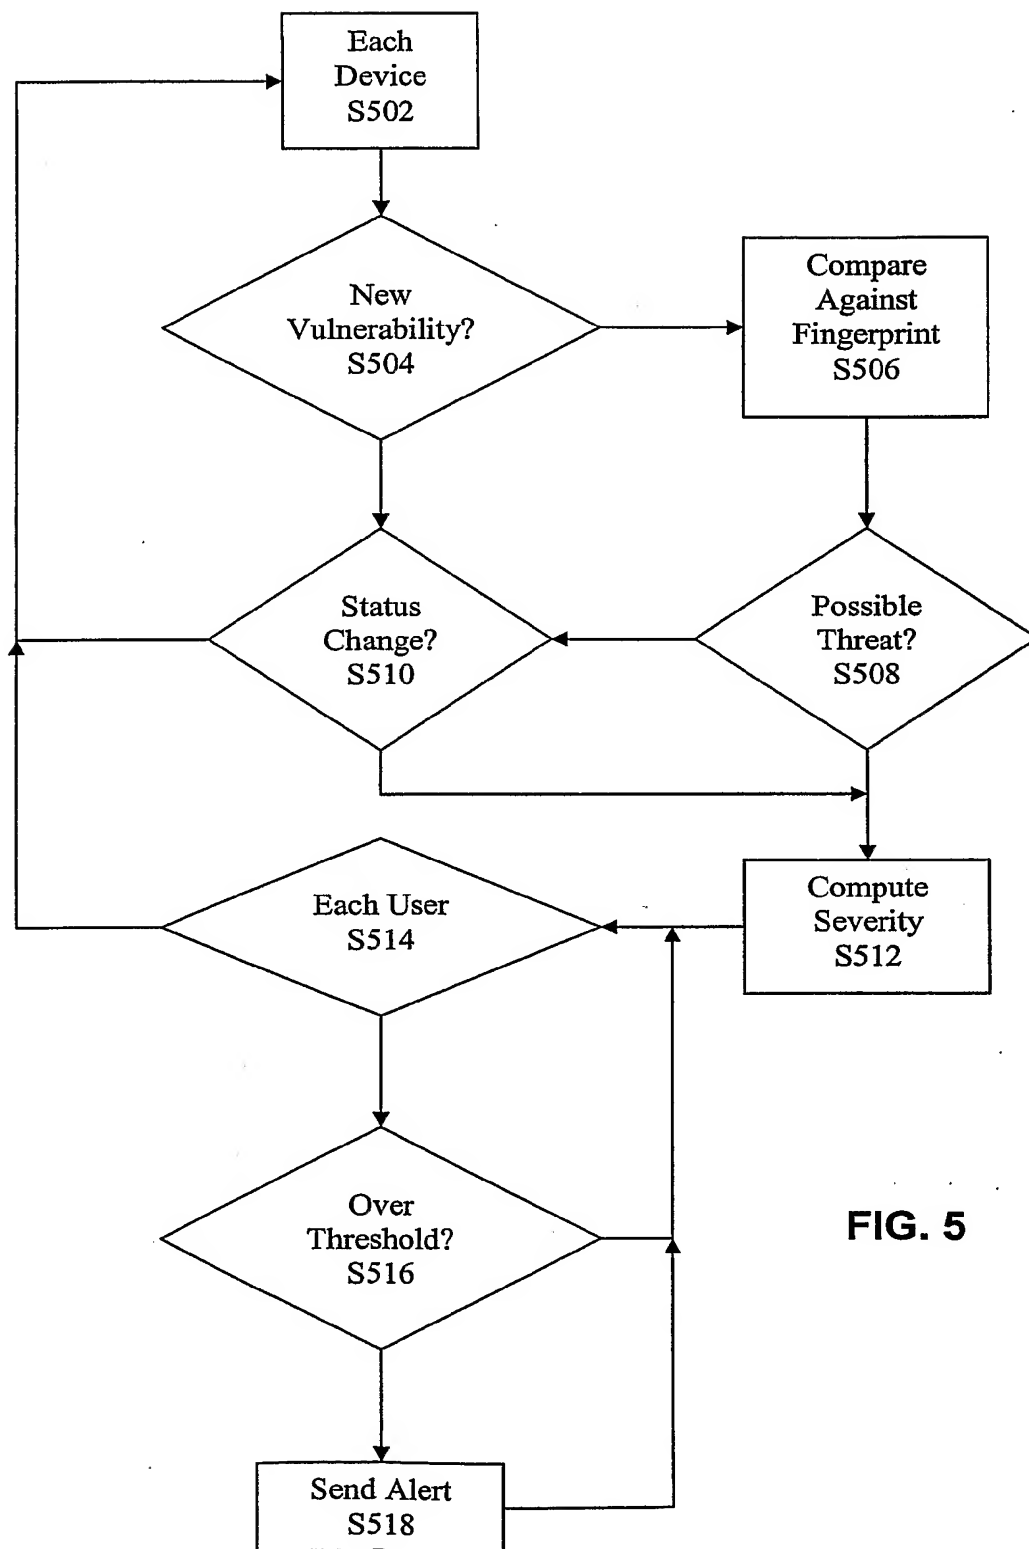 Each
Device
S502
New
Vulnerability?
S504
Compare
Against
Fingerprint
S506
Status
Change?
S510
Possible
Threat?
S508
Each User
S514
Compute
Severity
S512
Over
Threshold?
S516
FIG. 5
Send Alert
S518